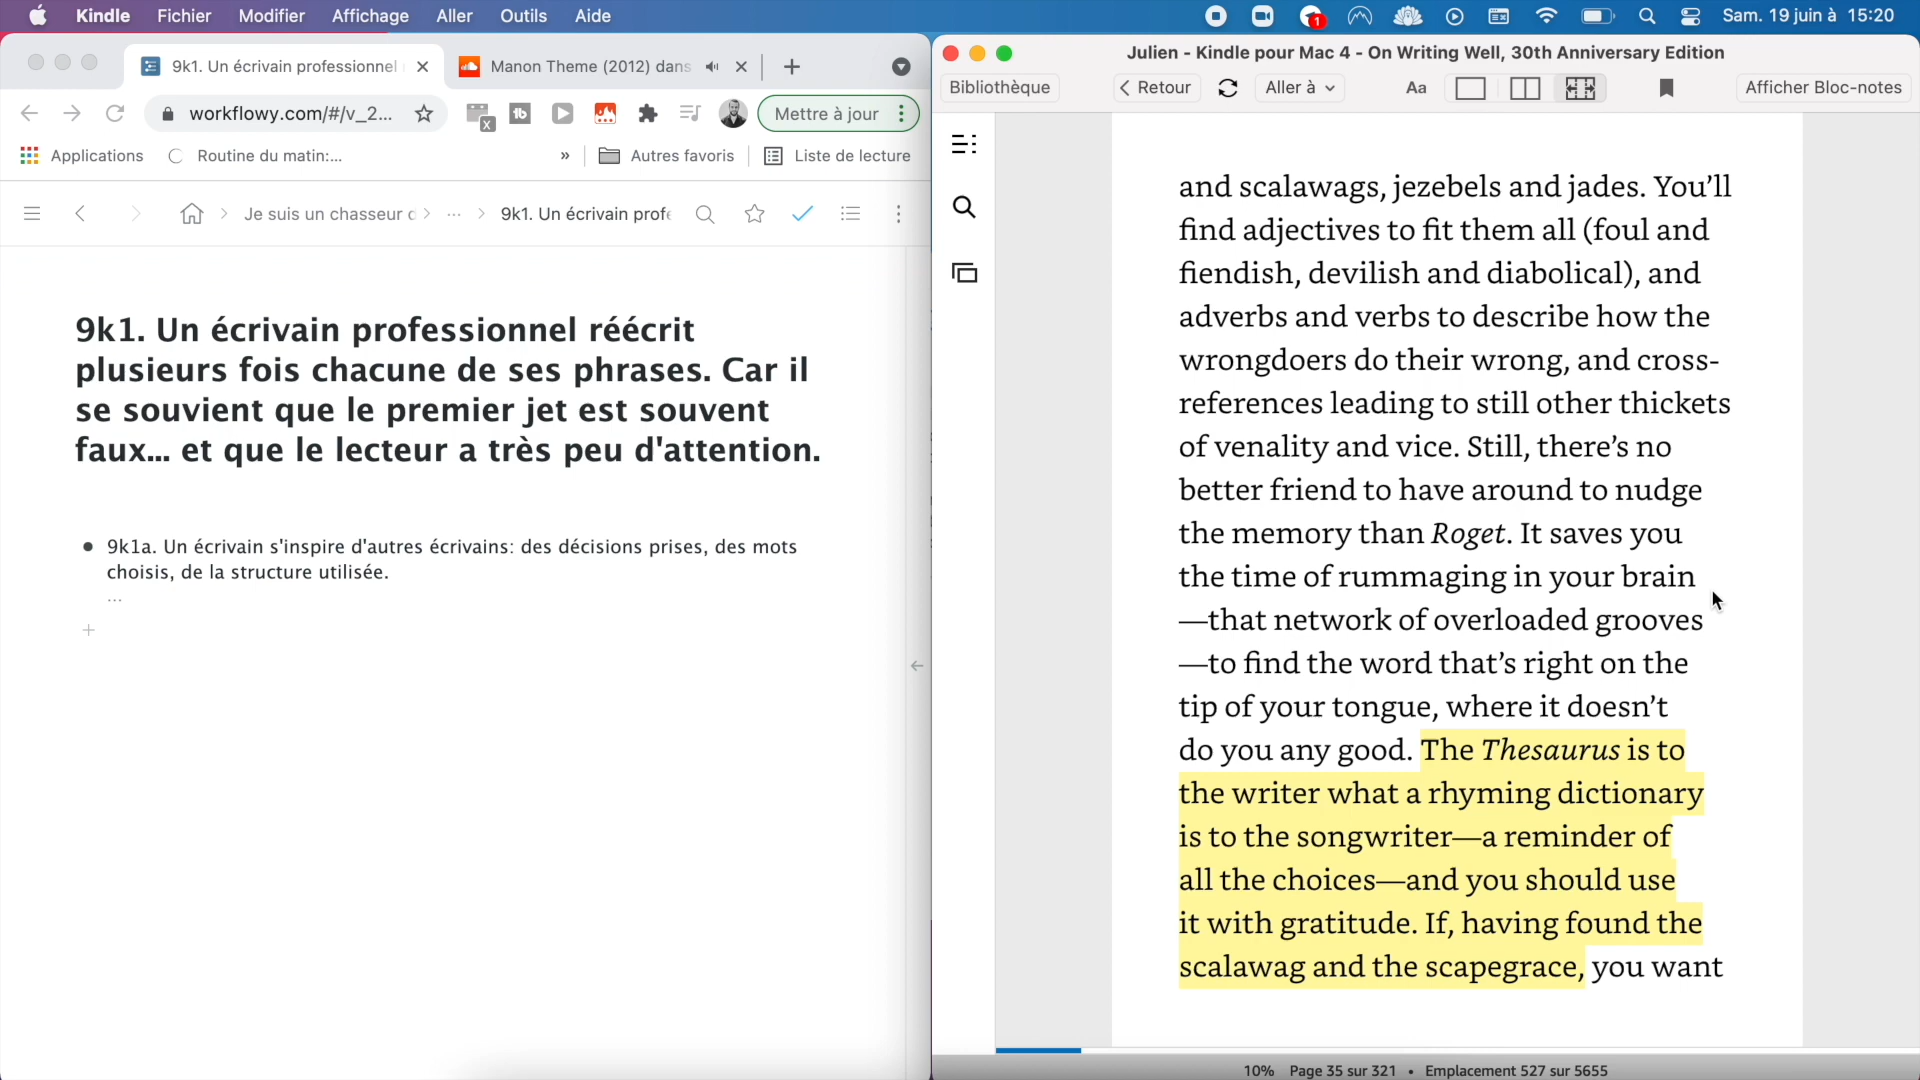 Kindle Fichier Modifier Affichage Aller Outils Aide
1 Sam. 19 juin à 15:20
9k1. Un écrivain professionnel
Manon Theme (2012) dans
workflowy.com/#/v_2...
x
Mettre à jour
Applications
Routine du matin:...
» Autres favoris
Liste de lecture
Je suis un chasseur
...
9k1. Un écrivain profe
9k1. Un écrivain professionnel réécrit
plusieurs fois chacune de ses phrases. Car il
se souvient que le premier jet est souvent
faux... et que le lecteur a très peu d'attention.
9k1a. Un écrivain s'inspire d'autres écrivains: des décisions prises, des mots
choisis, de la structure utilisée.
...
Julien - Kindle pour Mac 4 - On Writing Well, 30th Anniversary Edition
Bibliothèque
Retour
Aller à
Aa
Afficher Bloc-notes
and scalawags, jezebels and jades. You’ll
find adjectives to fit them all (foul and
fiendish, devilish and diabolical), and
adverbs and verbs to describe how the
wrongdoers do their wrong, and cross-
references leading to still other thickets
of venality and vice. Still, there’s no
better friend to have around to nudge
the memory than Roget. It saves you
the time of rummaging in your brain
—that network of overloaded grooves
—to find the word that’s right on the
tip of your tongue, where it doesn’t
do you any good. The Thesaurus is to
the writer what a rhyming dictionary
is to the songwriter—a reminder of
all the choices—and you should use
it with gratitude. If, having found the
scalawag and the scapegrace, you want
10% Page 35 sur 321 • Emplacement 527 sur 5655